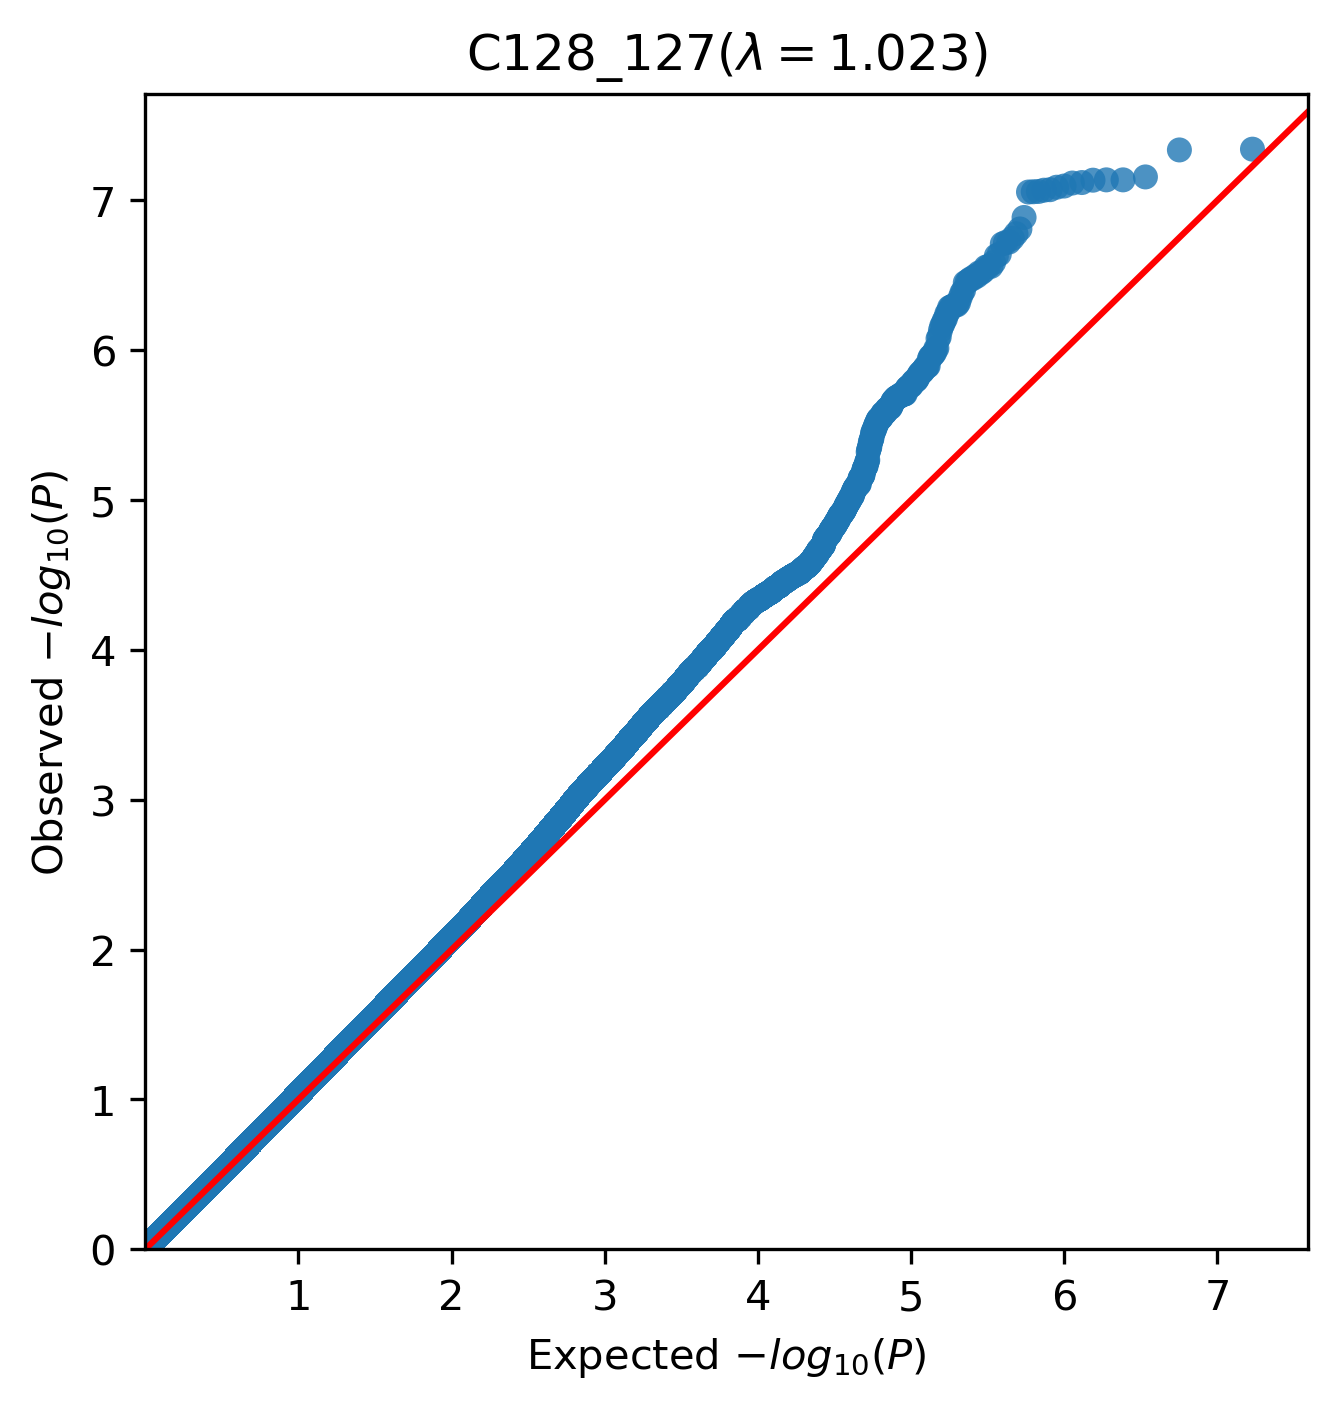 C128_127(λ = 1.023)
Observed −log₁₀(P)
7
6
5
4
3
2
1
0
1 2 3 4 5 6 7
Expected −log₁₀(P)